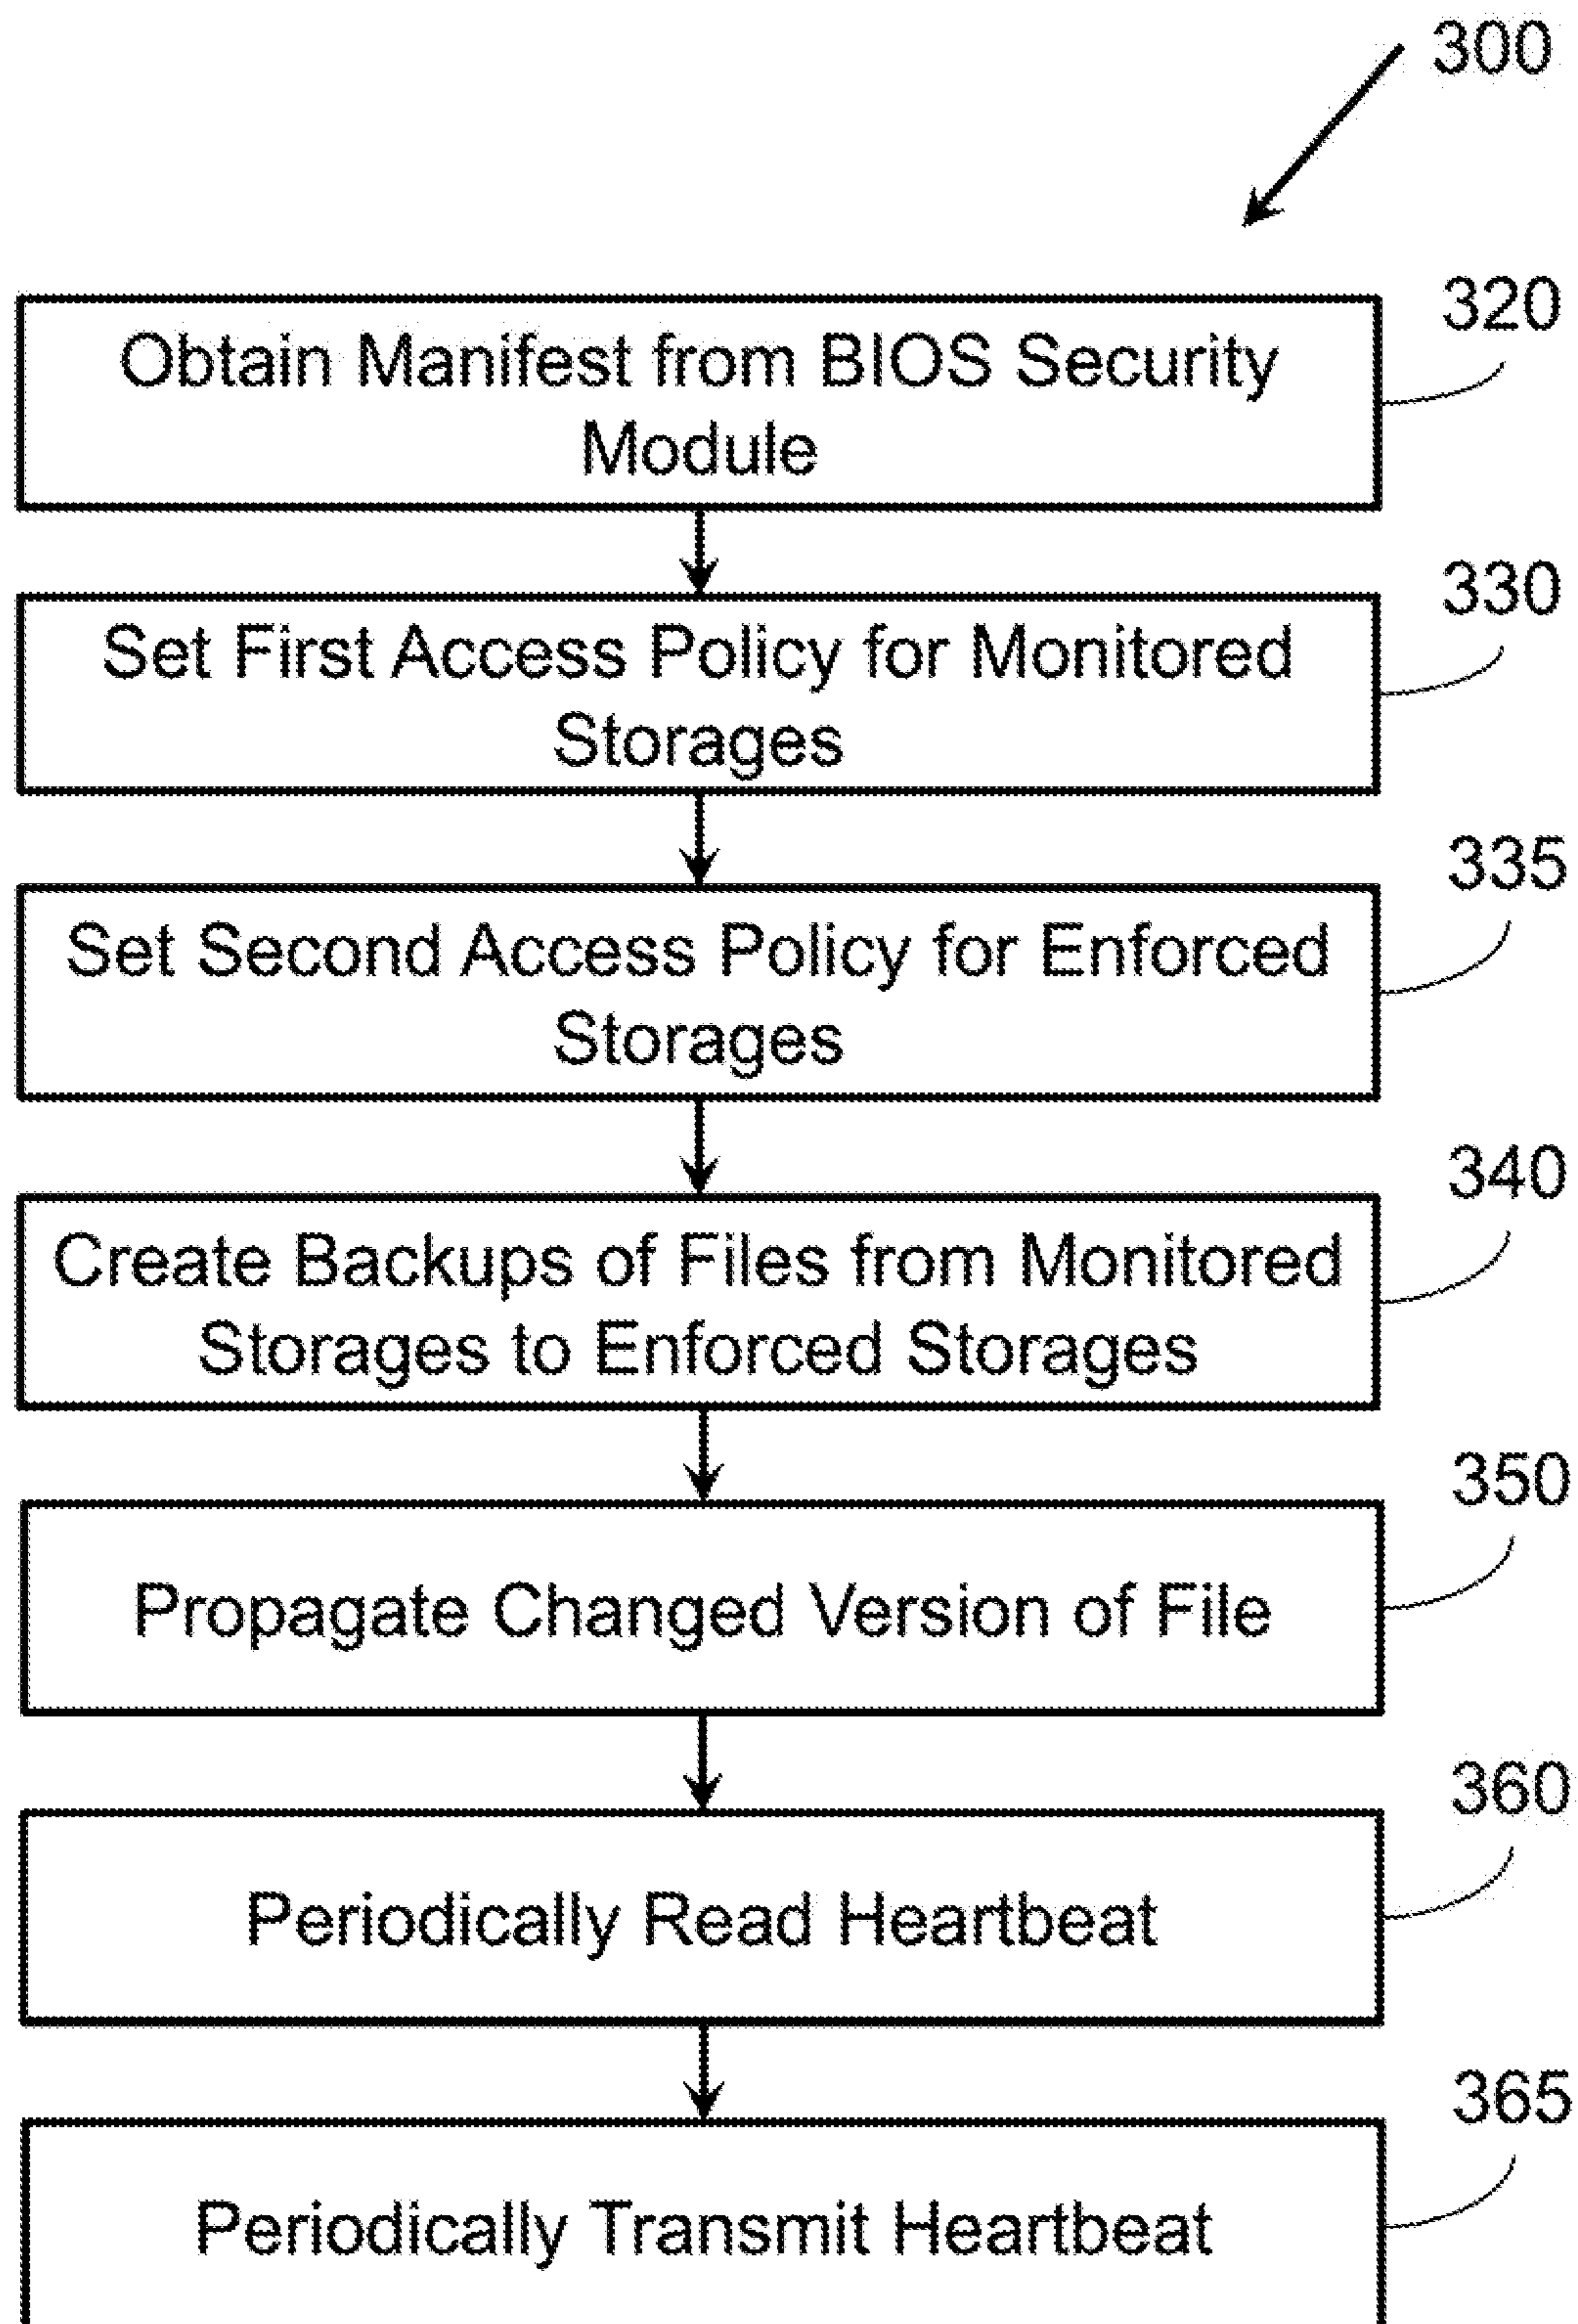 300
320
Obtain Manifest from BIOS Security
Module
330
Set First Access Policy for Monitored
Storages
335
Set Second Access Policy for Enforced
Storages
340
Create Backups of Files from Monitored
Storages to Enforced Storages
350
Propagate Changed Version of File
360
Periodically Read Heartbeat
365
Periodically Transmit Heartbeat